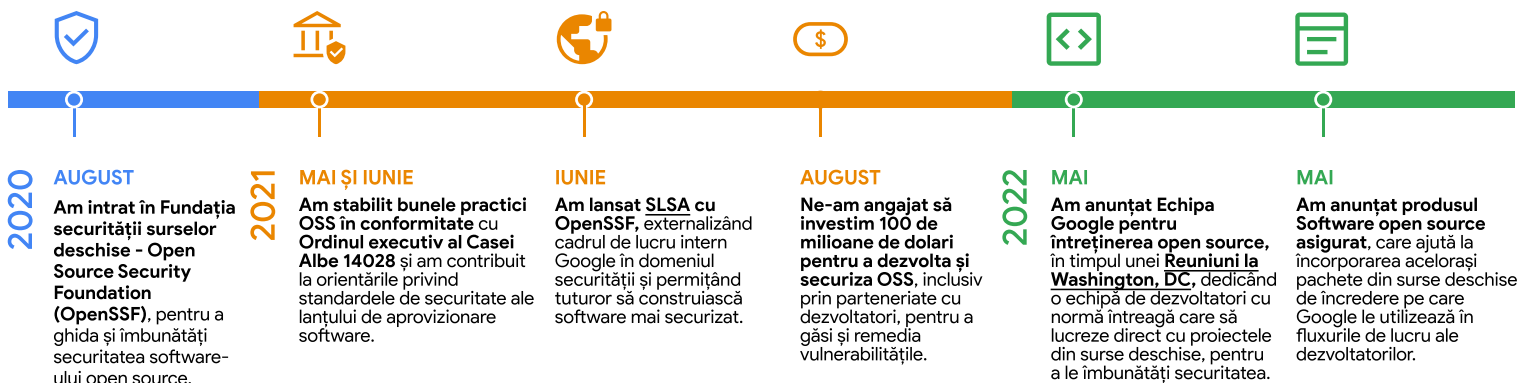 2020
AUGUST
Am intrat în Fundația
securității surselor
deschise - Open
Source Security
Foundation
(OpenSSF), pentru a
ghida și îmbunătăți
securitatea software-
ului open source.
2021
MAI ȘI IUNIE
Am stabilit bunele practici
OSS în conformitate cu
Ordinul executiv al Casei
Albe 14028 și am contribuit
la orientările privind
standardele de securitate ale
lanțului de aprovizionare
software.
IUNIE
Am lansat SLSA cu
OpenSSF, externalizând
cadrul de lucru intern
Google în domeniul
securității și permițând
tuturor să construiască
software mai securizat.
$
AUGUST
Ne-am angajat să
investim 100 de
milioane de dolari
pentru a dezvolta și
securiza OSS, inclusiv
prin parteneriate cu
dezvoltatori, pentru a
găsi și remedia
vulnerabilitățile.
2022
MAI
Am anunțat Echipa
Google pentru
întreținerea open source,
în timpul unei Reuniuni la
Washington, DC, dedicând
o echipă de dezvoltatori cu
normă întreagă care să
lucreze direct cu proiectele
din surse deschise, pentru
a le îmbunătăți securitatea.
MAI
Am anunțat produsul
Software open source
asigurat, care ajută la
încorporarea acelorași
pachete din surse deschise
de încredere pe care
Google le utilizează în
fluxurile de lucru ale
dezvoltatorilor.